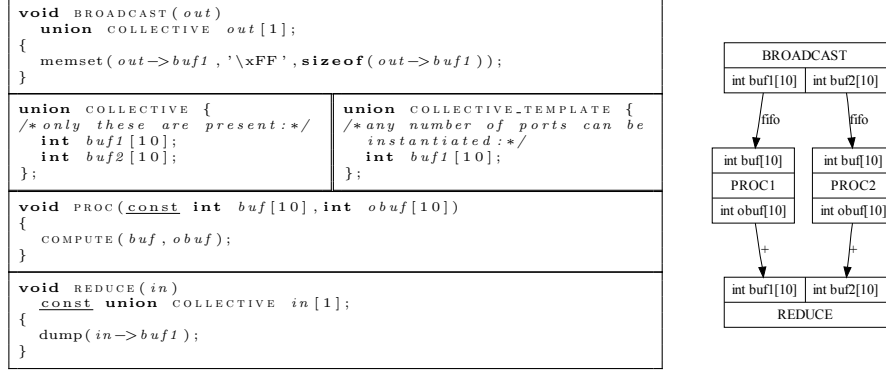 void BROADCAST(out)
union COLLECTIVE out[1];
{
memset(out->buf1, '\xFF', sizeof(out->buf1));
}
union COLLECTIVE {
/*only these are present:*/
int buf1[10];
int buf2[10];
};
union COLLECTIVE_TEMPLATE {
/*any number of ports can be
instantiated:*/
int buf1[10];
};
void PROC(const int buf[10],int obuf[10])
{
COMPUTE(buf, obuf);
}
void REDUCE(in)
const union COLLECTIVE in[1];
{
dump(in->buf1);
}
BROADCAST
int buf1[10] int buf2[10]
fifo fifo
int buf[10] int buf[10]
PROC1 PROC2
int obuf[10] int obuf[10]
+ +
int buf1[10] int buf2[10]
REDUCE